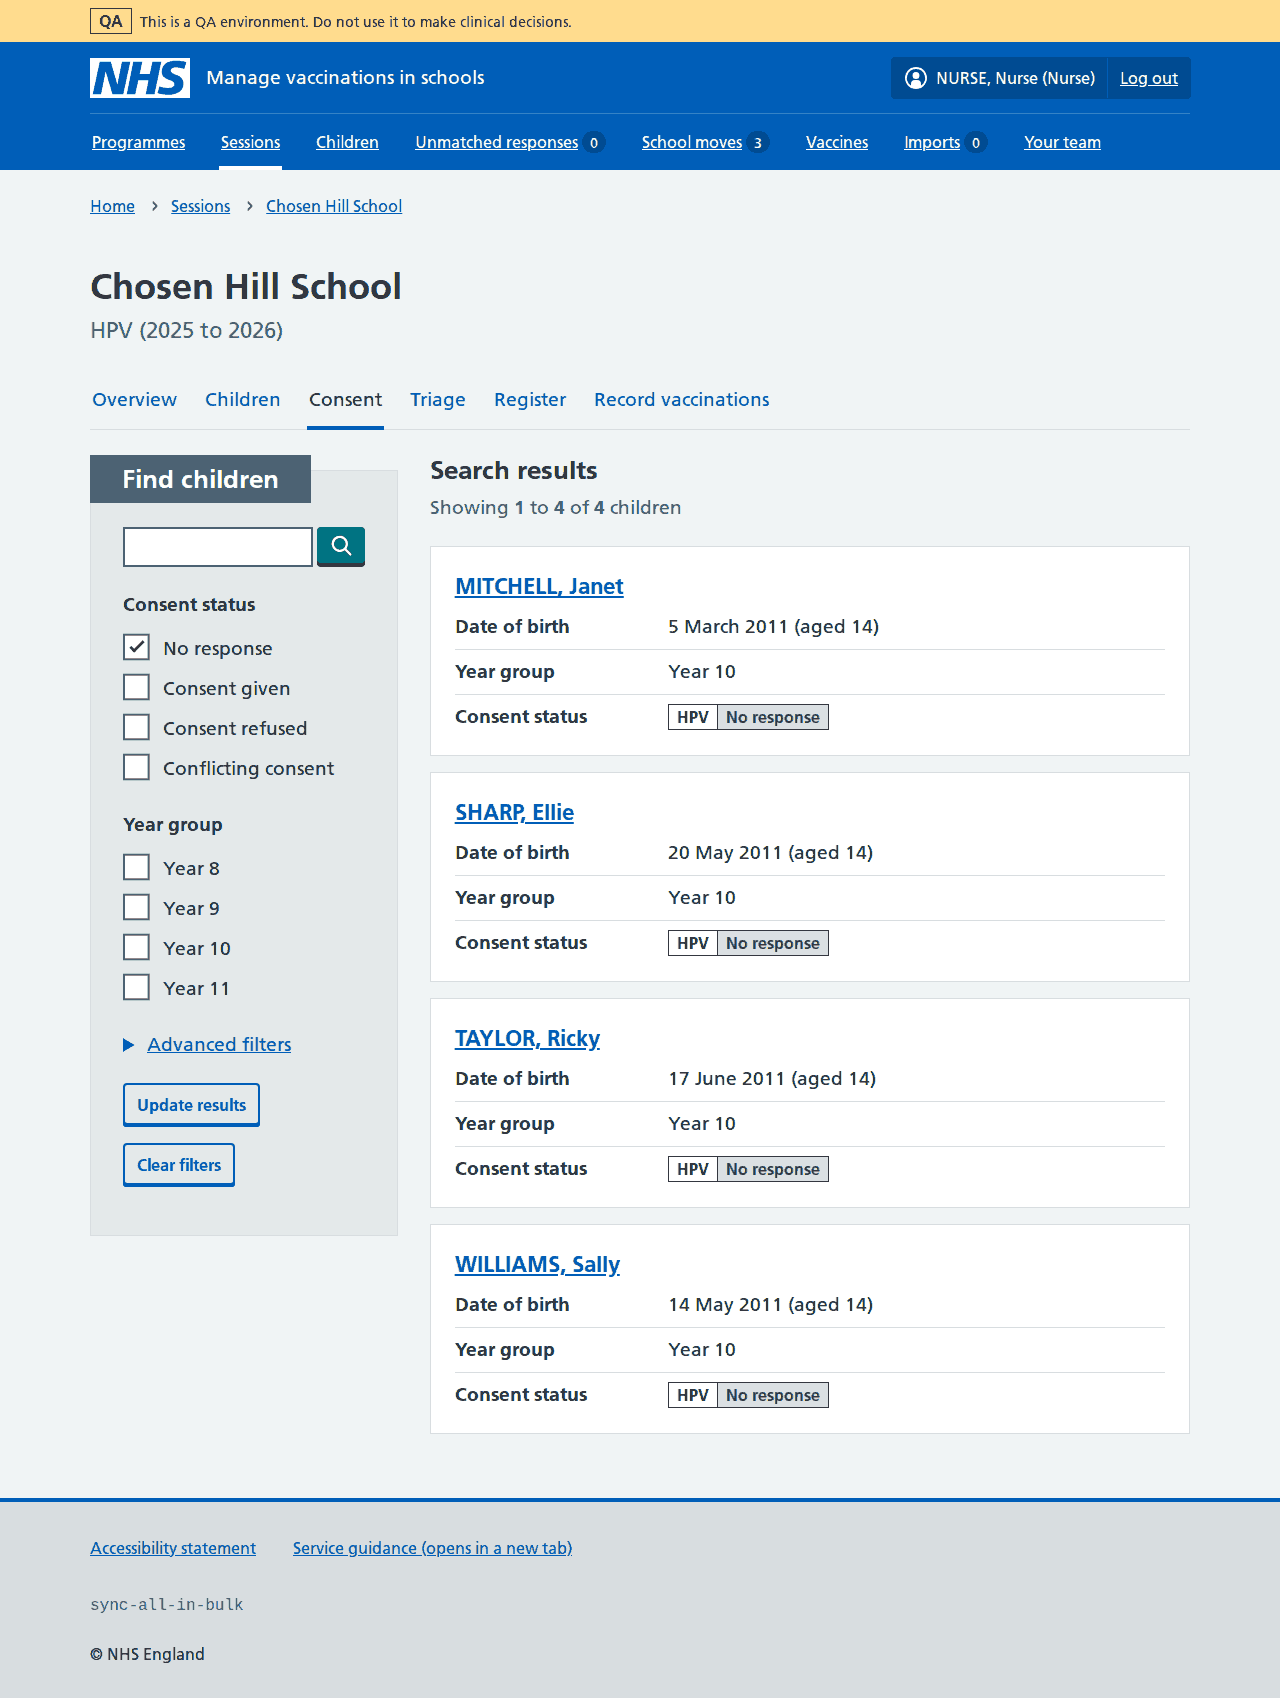 QA This is a QA environment. Do not use it to make clinical decisions.
NHS Manage vaccinations in schools NURSE, Nurse (Nurse) Log out
Programmes Sessions Children Unmatched responses 0 School moves 3 Vaccines Imports 0 Your team
Home Sessions Chosen Hill School
Chosen Hill School
HPV (2025 to 2026)
Overview Children Consent Triage Register Record vaccinations
Find children
Consent status
No response
Consent given
Consent refused
Conflicting consent
Year group
Year 8
Year 9
Year 10
Year 11
Advanced filters
Update results
Clear filters
Search results
Showing 1 to 4 of 4 children
MITCHELL, Janet
Date of birth 5 March 2011 (aged 14)
Year group Year 10
Consent status HPV No response
SHARP, Ellie
Date of birth 20 May 2011 (aged 14)
Year group Year 10
Consent status HPV No response
TAYLOR, Ricky
Date of birth 17 June 2011 (aged 14)
Year group Year 10
Consent status HPV No response
WILLIAMS, Sally
Date of birth 14 May 2011 (aged 14)
Year group Year 10
Consent status HPV No response
Accessibility statement Service guidance (opens in a new tab)
sync-all-in-bulk
© NHS England